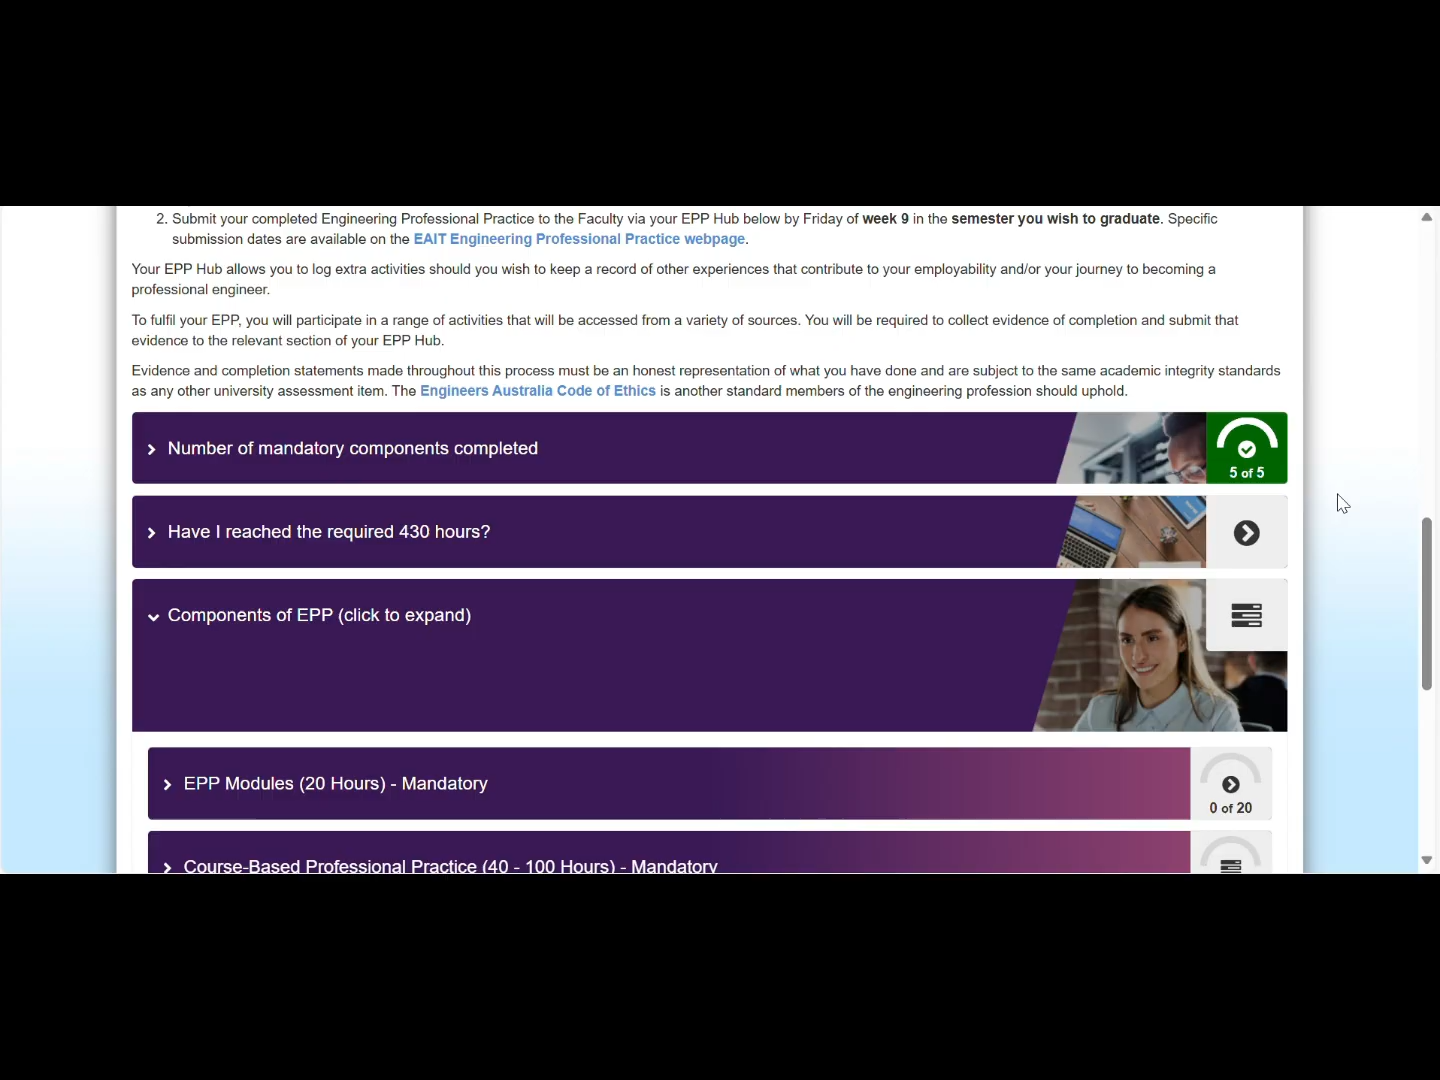 2. Submit your completed Engineering Professional Practice to the Faculty via your EPP Hub below by Friday of week 9 in the semester you wish to graduate. Specific
submission dates are available on the EAIT Engineering Professional Practice webpage.
Your EPP Hub allows you to log extra activities should you wish to keep a record of other experiences that contribute to your employability and/or your journey to becoming a
professional engineer.
To fulfil your EPP, you will participate in a range of activities that will be accessed from a variety of sources. You will be required to collect evidence of completion and submit that
evidence to the relevant section of your EPP Hub.
Evidence and completion statements made throughout this process must be an honest representation of what you have done and are subject to the same academic integrity standards
as any other university assessment item. The Engineers Australia Code of Ethics is another standard members of the engineering profession should uphold.
Number of mandatory components completed
5 of 5
Have I reached the required 430 hours?
Components of EPP (click to expand)
EPP Modules (20 Hours) - Mandatory
0 of 20
Course-Based Professional Practice (40 - 100 Hours) - Mandatory